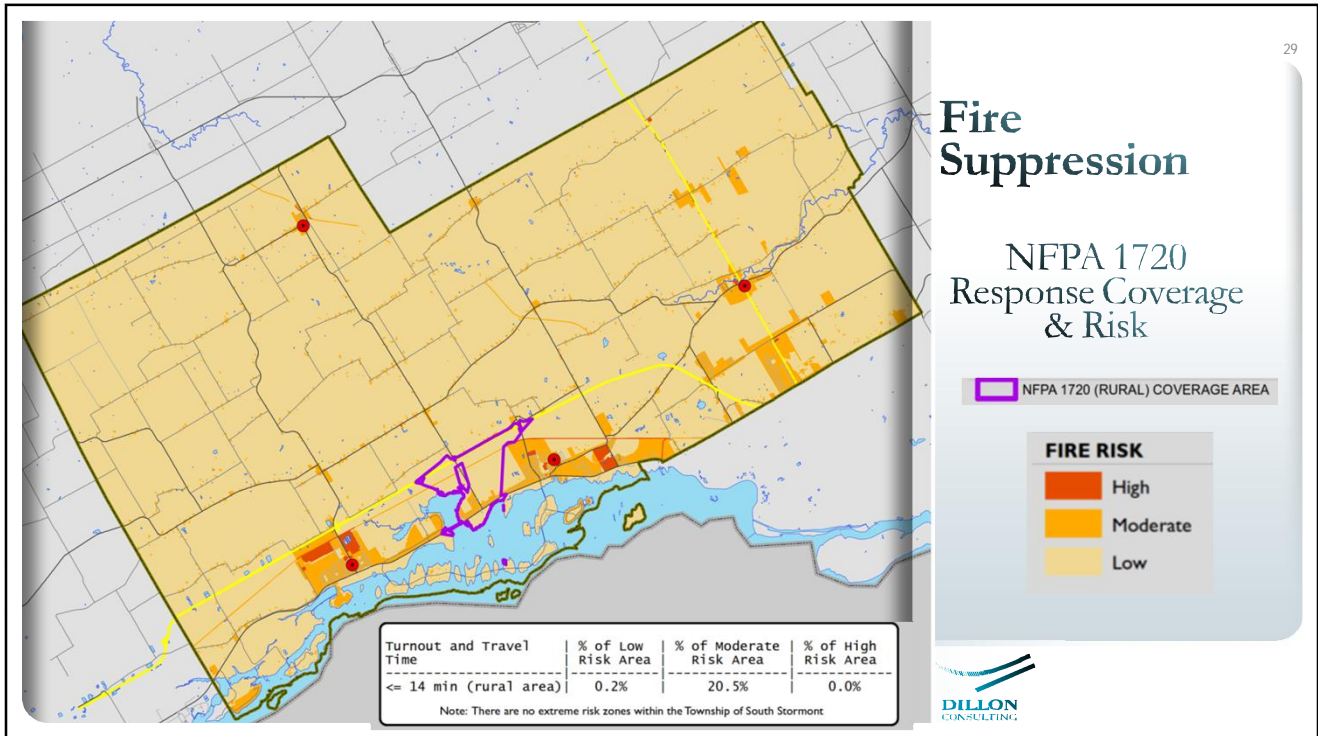 29
Fire
Suppression
NFPA 1720
Response Coverage
& Risk
NFPA 1720 (RURAL) COVERAGE AREA
FIRE RISK
High
Moderate
Low
Turnout and Travel | % of Low | % of Moderate | % of High
Time | Risk Area | Risk Area | Risk Area
<= 14 min (rural area)| 0.2% | 20.5% | 0.0%
Note: There are no extreme risk zones within the Township of South Stormont
DILLON
CONSULTING